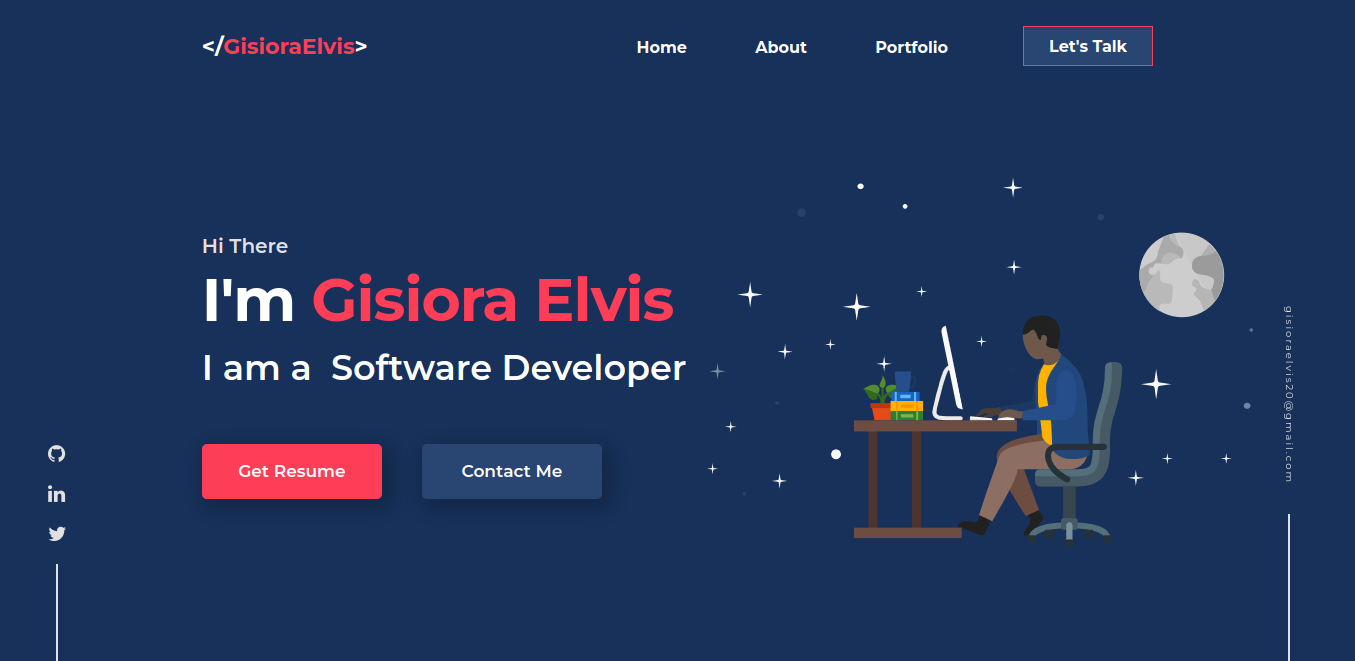 </GisioraElvis>
Home
About
Portfolio
Let's Talk
Hi There
I'm Gisiora Elvis
I am a Software Developer
Get Resume
Contact Me
gisioraelvis20@gmail.com